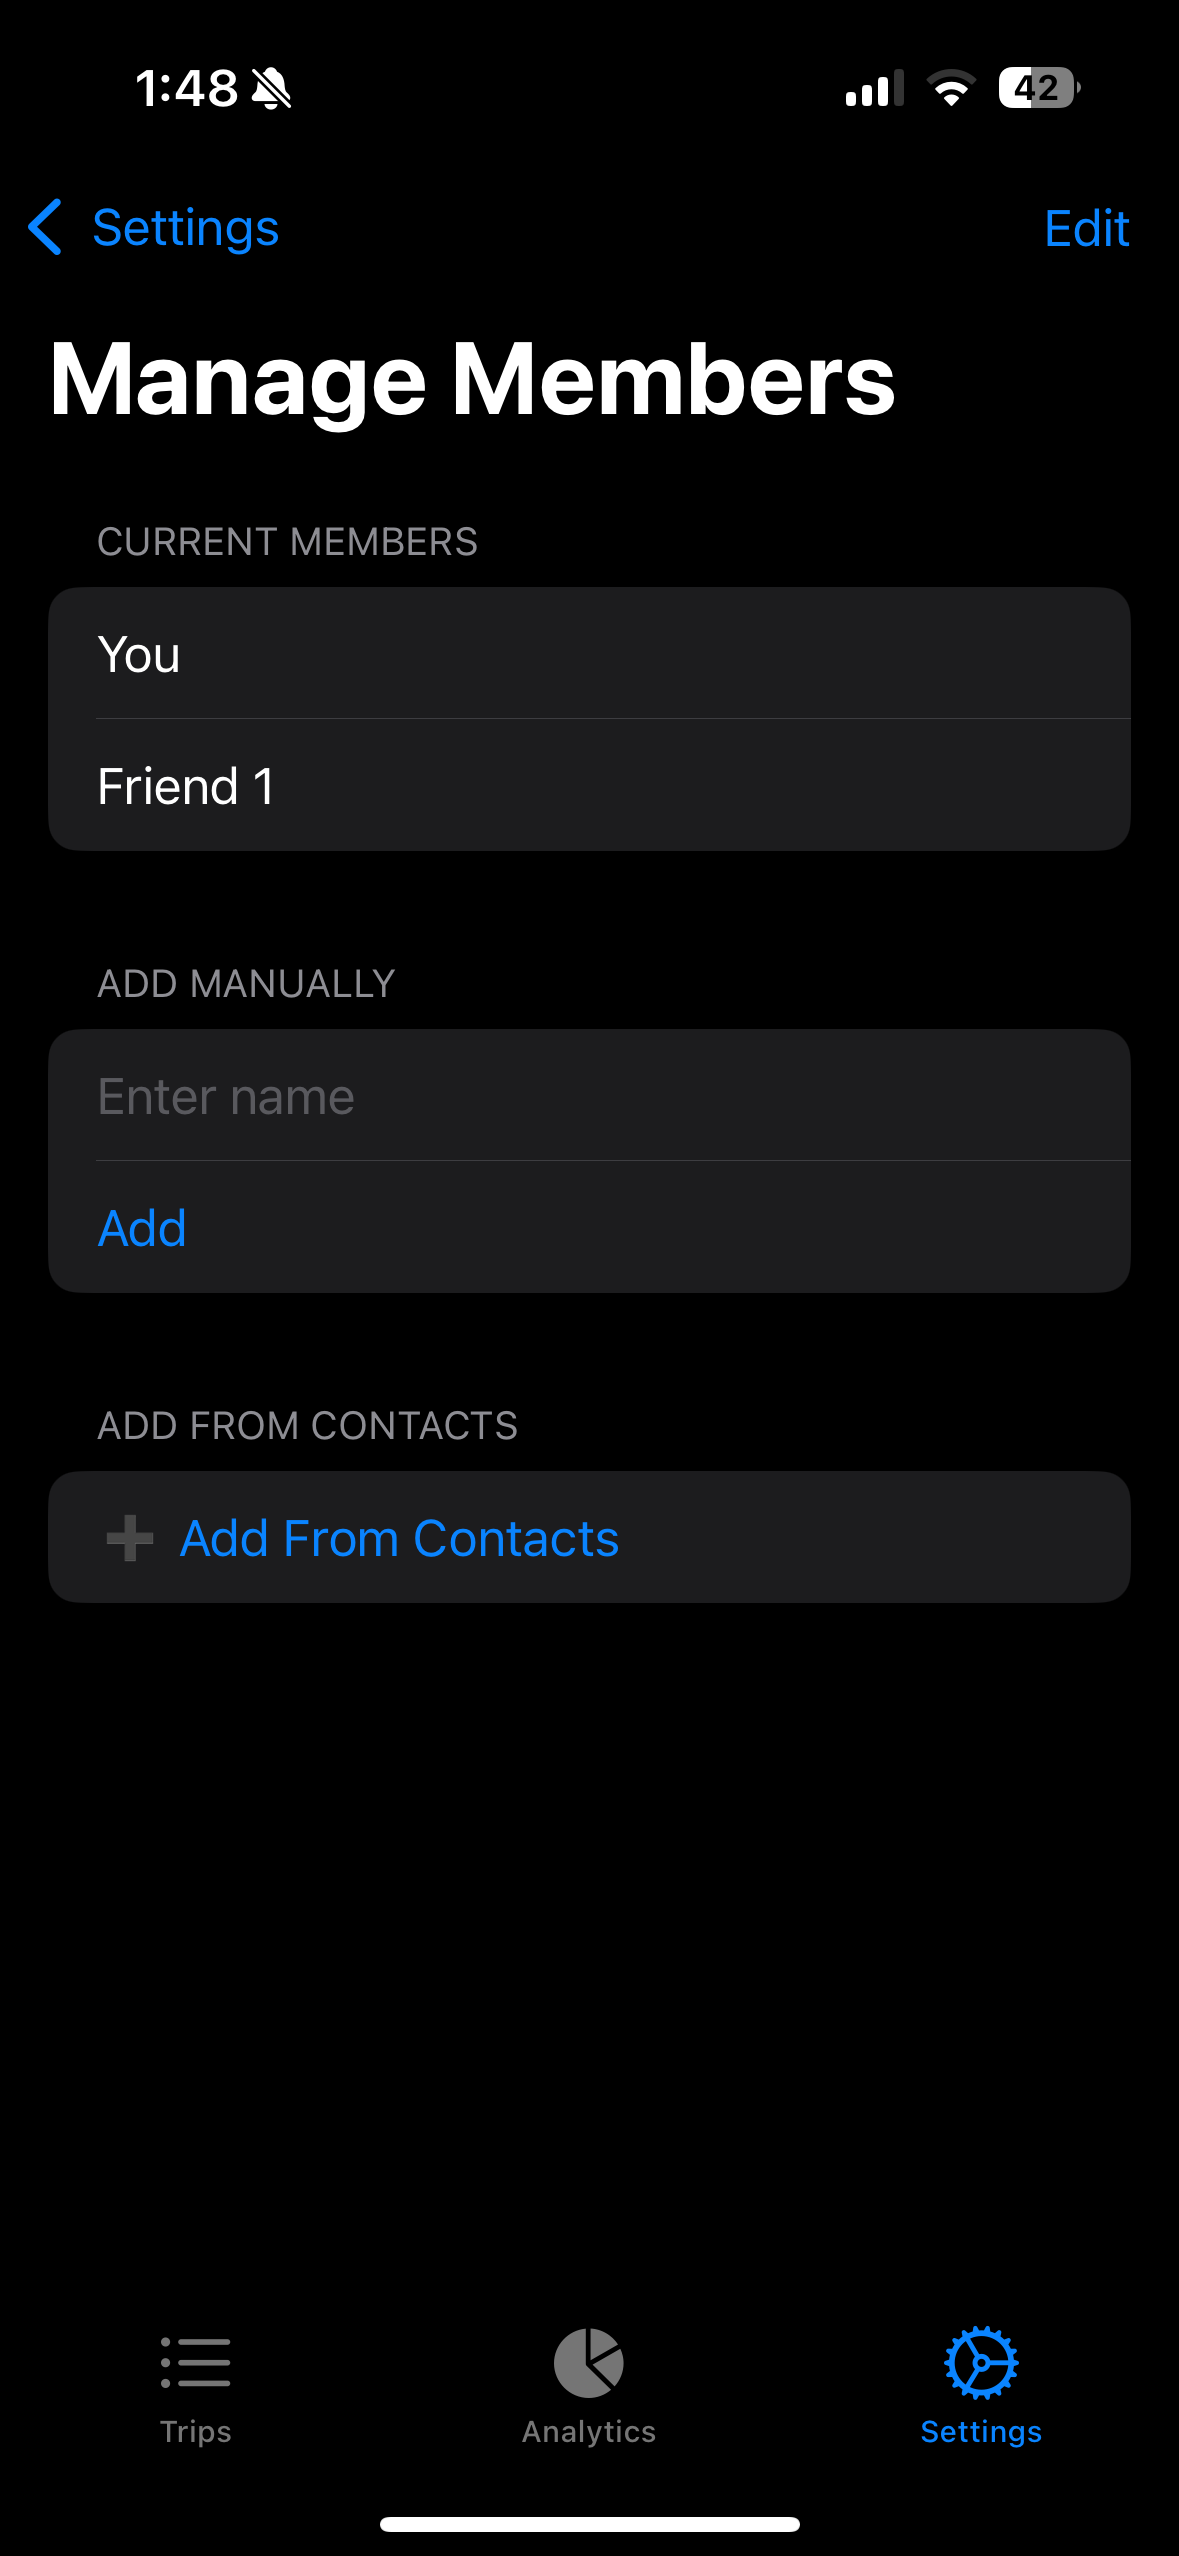 1:48
42
Settings
Edit
Manage Members
CURRENT MEMBERS
You
Friend 1
ADD MANUALLY
Enter name
Add
ADD FROM CONTACTS
Add From Contacts
Trips
Analytics
Settings